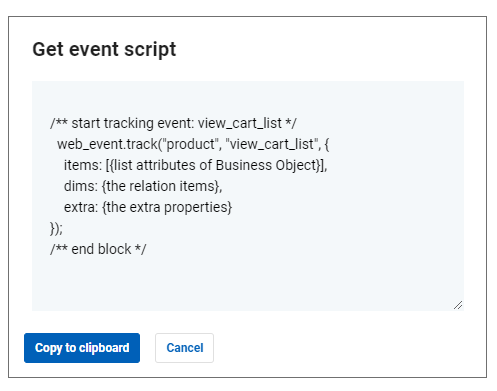 Get event script
/** start tracking event: view_cart_list */
web_event.track("product", "view_cart_list", {
items: [{list attributes of Business Object}],
dims: {the relation items},
extra: {the extra properties}
});
/** end block */
Copy to clipboard
Cancel